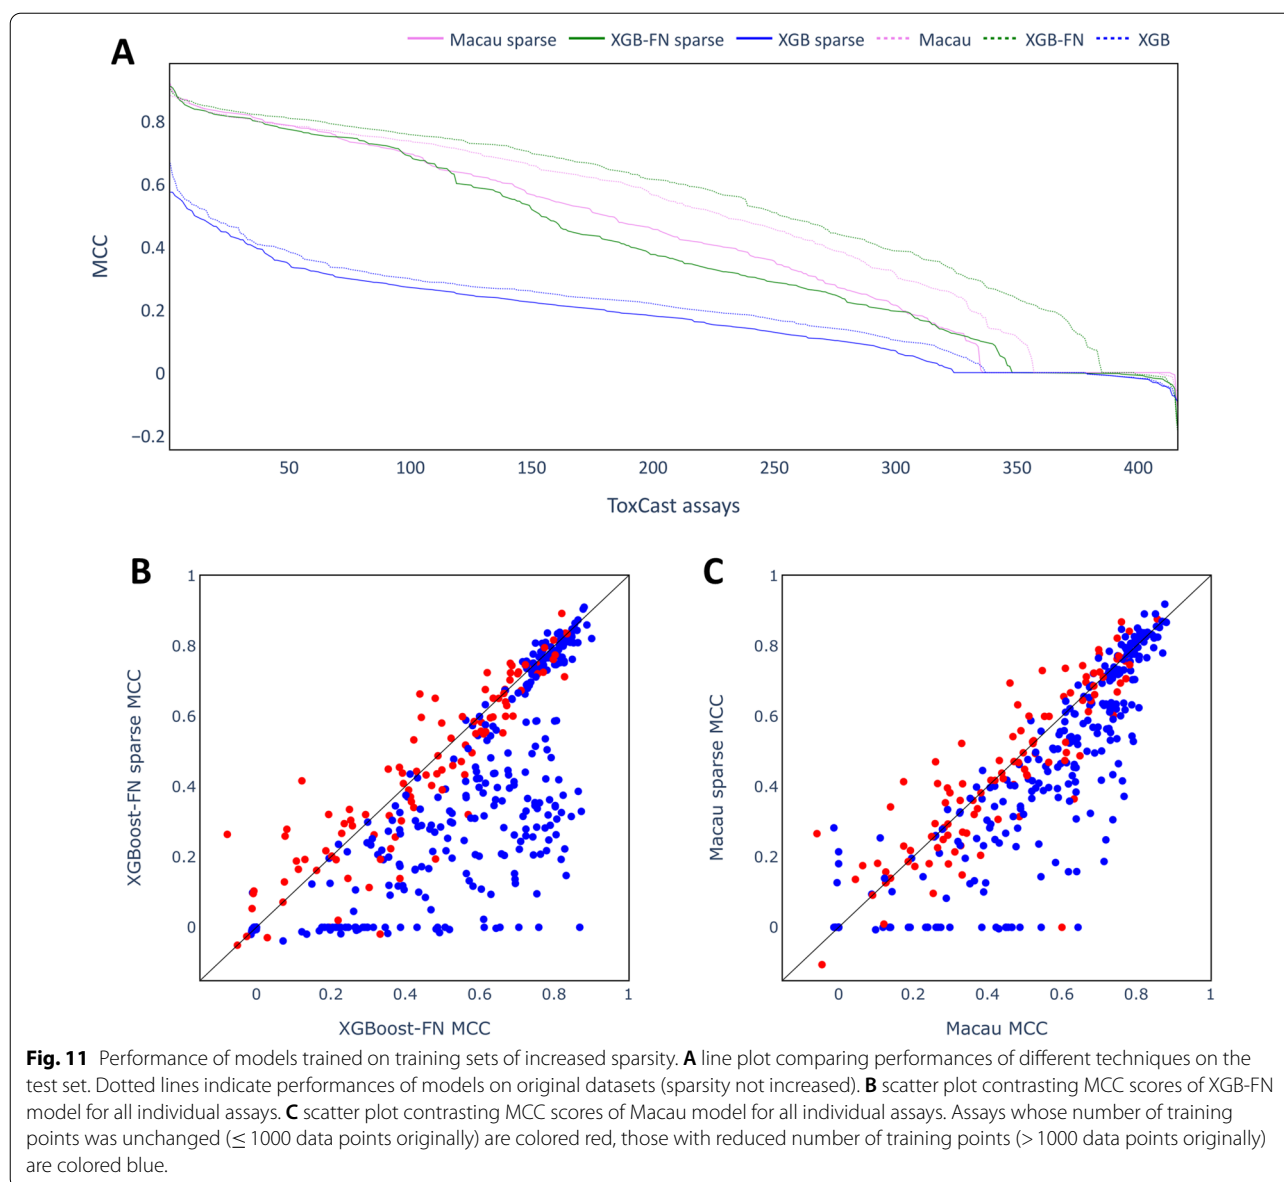 A
Macau sparse XGB-FN sparse XGB sparse Macau XGB-FN XGB
MCC
0.8
0.6
0.4
0.2
0
−0.2
50 100 150 200 250 300 350 400
ToxCast assays
B
XGBoost-FN sparse MCC
1
0.8
0.6
0.4
0.2
0
0 0.2 0.4 0.6 0.8 1
XGBoost-FN MCC
C
Macau sparse MCC
1
0.8
0.6
0.4
0.2
0
0 0.2 0.4 0.6 0.8 1
Macau MCC
Fig. 11 Performance of models trained on training sets of increased sparsity. A line plot comparing performances of different techniques on the
test set. Dotted lines indicate performances of models on original datasets (sparsity not increased). B scatter plot contrasting MCC scores of XGB-FN
model for all individual assays. C scatter plot contrasting MCC scores of Macau model for all individual assays. Assays whose number of training
points was unchanged (≤ 1000 data points originally) are colored red, those with reduced number of training points (> 1000 data points originally)
are colored blue.